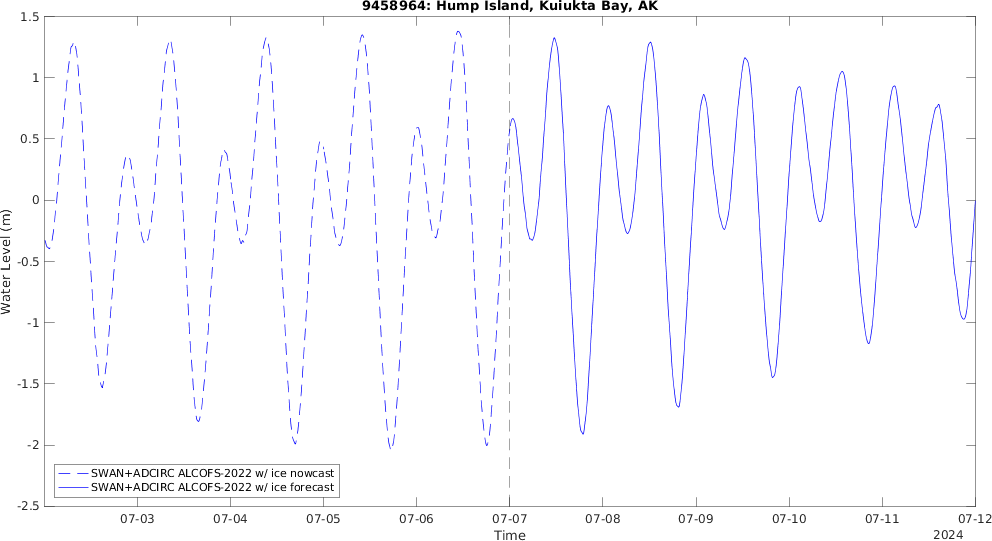 9458964: Hump Island, Kuiukta Bay, AK
1.5
1
0.5
0
-0.5
-1
-1.5
-2
-2.5
Water Level (m)
SWAN+ADCIRC ALCOFS-2022 w/ ice nowcast
SWAN+ADCIRC ALCOFS-2022 w/ ice forecast
07-03 07-04 07-05 07-06 07-07 07-08 07-09 07-10 07-11 07-12
Time
2024